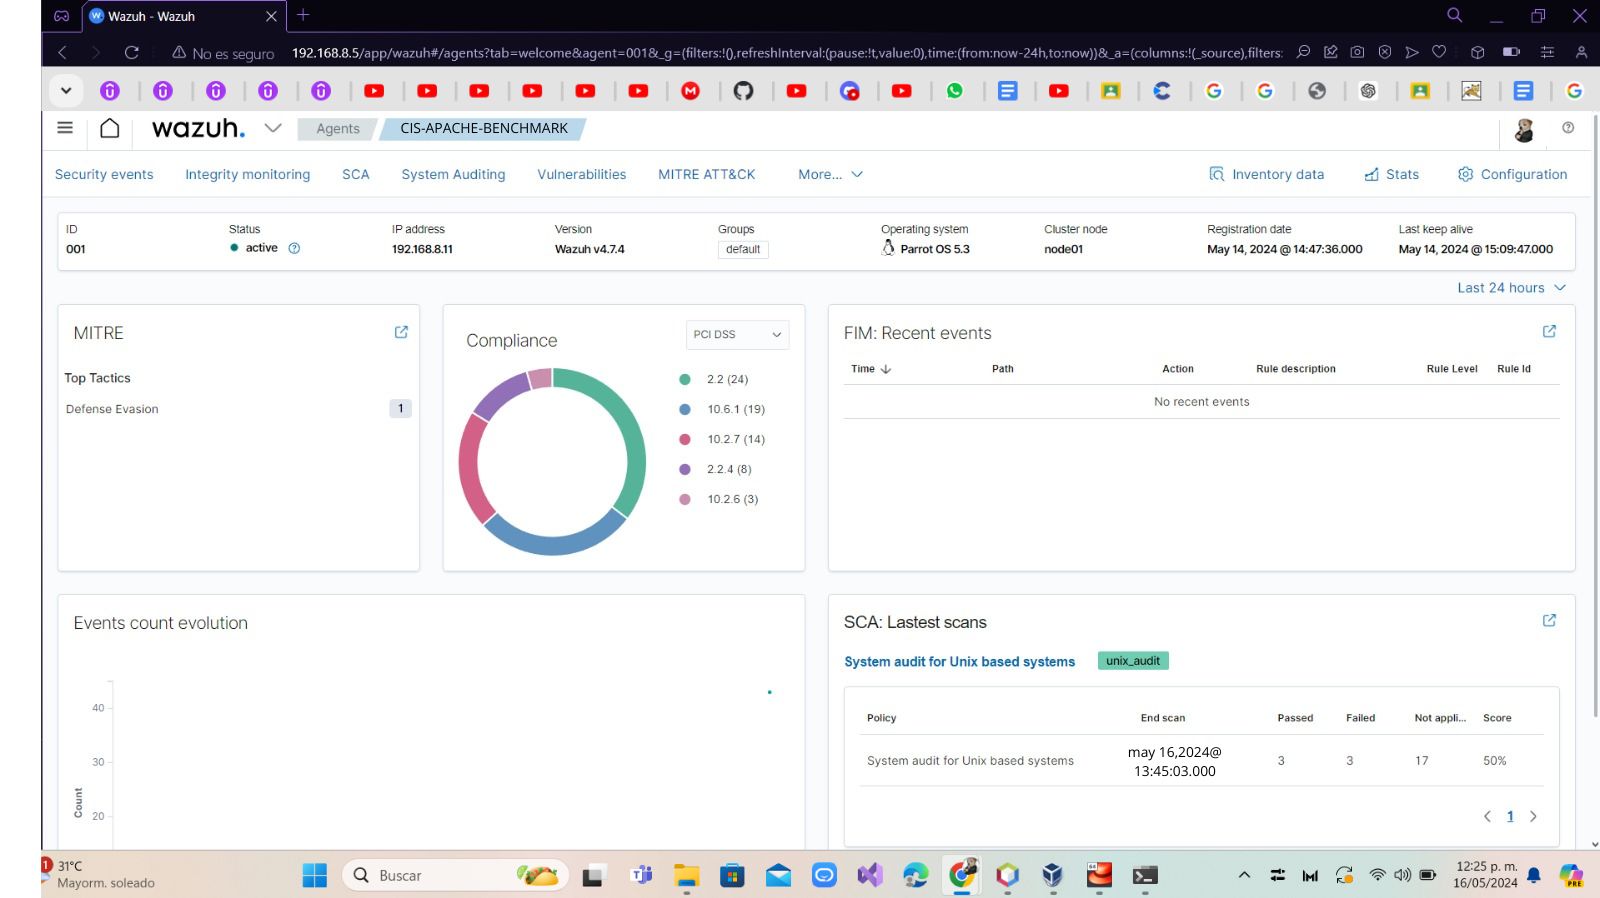 Wazuh - Wazuh
No es seguro 192.168.8.5/app/wazuh#/agents?tab=welcome&agent=001&_g=(filters:!(),refreshInterval:(pause:!t,value:0),time:(from:now-24h,to:now))&_a=(columns:!(_source),filters:
wazuh. Agents CIS-APACHE-BENCHMARK
Security events Integrity monitoring SCA System Auditing Vulnerabilities MITRE ATT&CK More... Inventory data Stats Configuration
ID Status IP address Version Groups Operating system Cluster node Registration date Last keep alive
001 active 192.168.8.11 Wazuh v4.7.4 default Parrot OS 5.3 node01 May 14, 2024 @ 14:47:36.000 May 14, 2024 @ 15:09:47.000
Last 24 hours
MITRE
Top Tactics
Defense Evasion 1
Compliance PCI DSS
2.2 (24)
10.6.1 (19)
10.2.7 (14)
2.2.4 (8)
10.2.6 (3)
FIM: Recent events
Time Path Action Rule description Rule Level Rule Id
No recent events
Events count evolution
40
30
20
Count
SCA: Lastest scans
System audit for Unix based systems unix_audit
Policy End scan Passed Failed Not appli... Score
System audit for Unix based systems may 16,2024@ 3 3 17 50%
13:45:03.000
1
1 31°C
Mayorm. soleado
Buscar
12:25 p. m.
16/05/2024
PRE